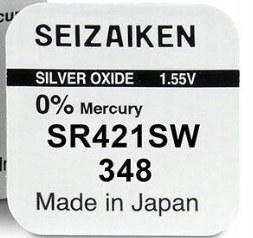 SEIZAIKEN
SILVER OXIDE 1.55V
0% Mercury
SR421SW
348
Made in Japan